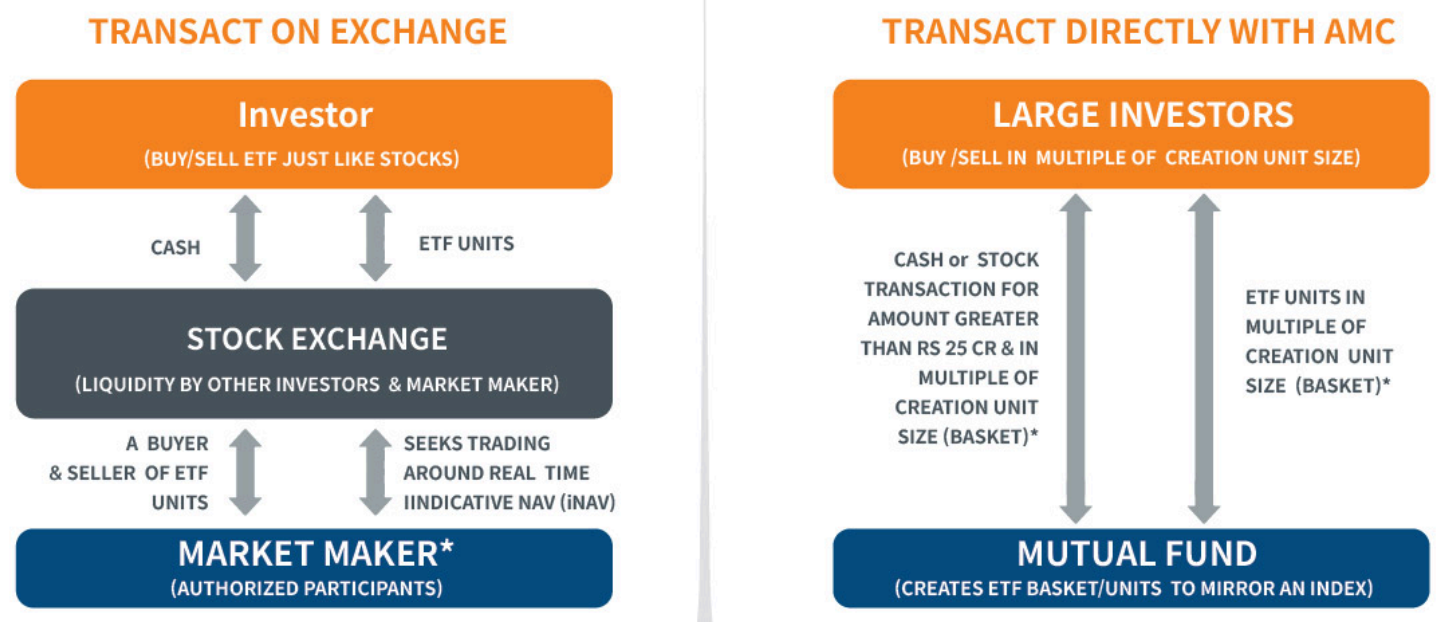 TRANSACT ON EXCHANGE
Investor
(BUY/SELL ETF JUST LIKE STOCKS)
CASH
ETF UNITS
STOCK EXCHANGE
(LIQUIDITY BY OTHER INVESTORS & MARKET MAKER)
A BUYER
& SELLER OF ETF
UNITS
SEEKS TRADING
AROUND REAL TIME
IINDICATIVE NAV (iNAV)
MARKET MAKER*
(AUTHORIZED PARTICIPANTS)
TRANSACT DIRECTLY WITH AMC
LARGE INVESTORS
(BUY /SELL IN MULTIPLE OF CREATION UNIT SIZE)
CASH or STOCK
TRANSACTION FOR
AMOUNT GREATER
THAN RS 25 CR & IN
MULTIPLE OF
CREATION UNIT
SIZE (BASKET)*
ETF UNITS IN
MULTIPLE OF
CREATION UNIT
SIZE (BASKET)*
MUTUAL FUND
(CREATES ETF BASKET/UNITS TO MIRROR AN INDEX)